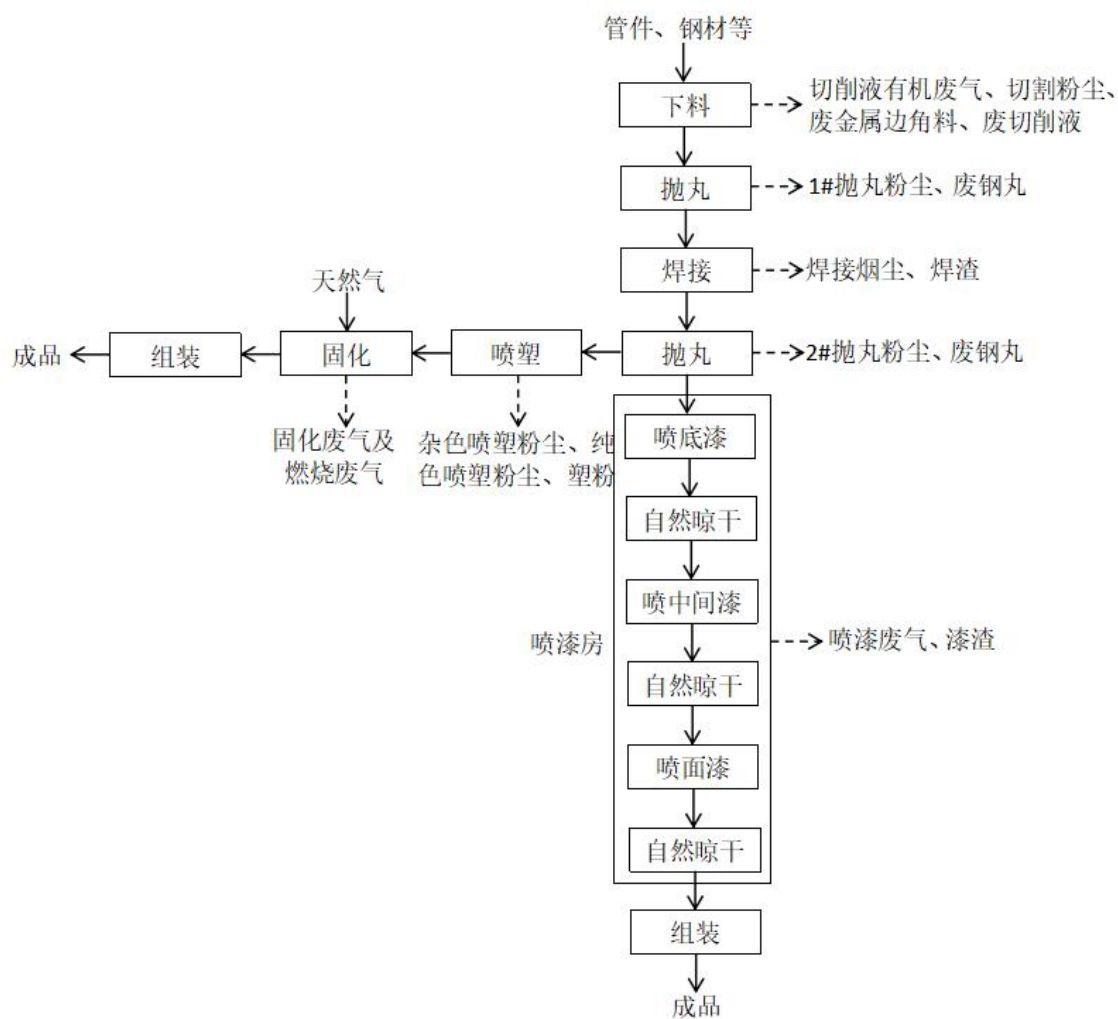 管件、钢材等
下料
切削液有机废气、切割粉尘、
废金属边角料、废切削液
抛丸
1#抛丸粉尘、废钢丸
焊接
焊接烟尘、焊渣
天然气
成品
组装
固化
喷塑
抛丸
2#抛丸粉尘、废钢丸
固化废气及
燃烧废气
杂色喷塑粉尘、纯
色喷塑粉尘、塑粉
喷底漆
自然晾干
喷中间漆
喷漆房
喷漆废气、漆渣
自然晾干
喷面漆
自然晾干
组装
成品